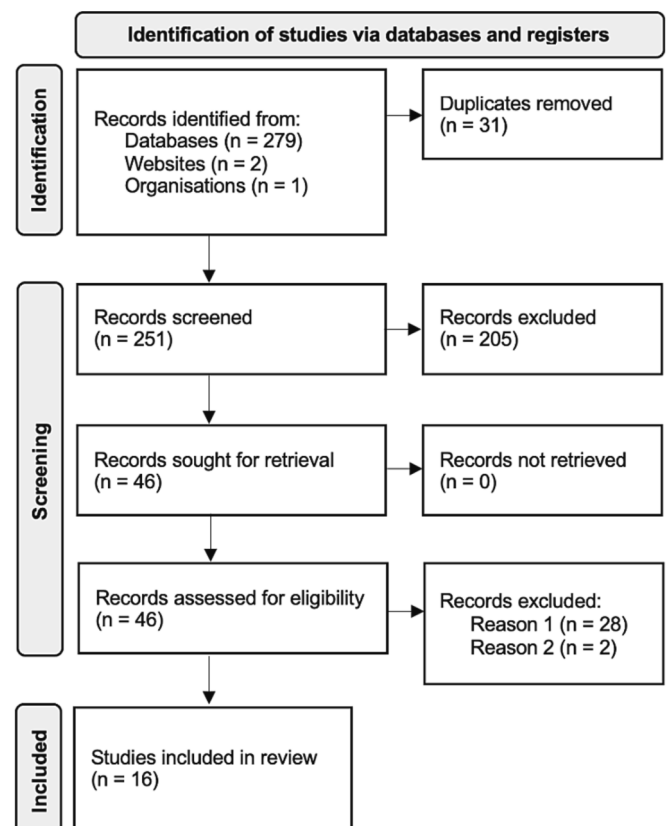 Identification of studies via databases and registers
Identification
Records identified from:
Databases (n = 279)
Websites (n = 2)
Organisations (n = 1)
Duplicates removed
(n = 31)
Screening
Records screened
(n = 251)
Records excluded
(n = 205)
Records sought for retrieval
(n = 46)
Records not retrieved
(n = 0)
Records assessed for eligibility
(n = 46)
Records excluded:
Reason 1 (n = 28)
Reason 2 (n = 2)
Included
Studies included in review
(n = 16)